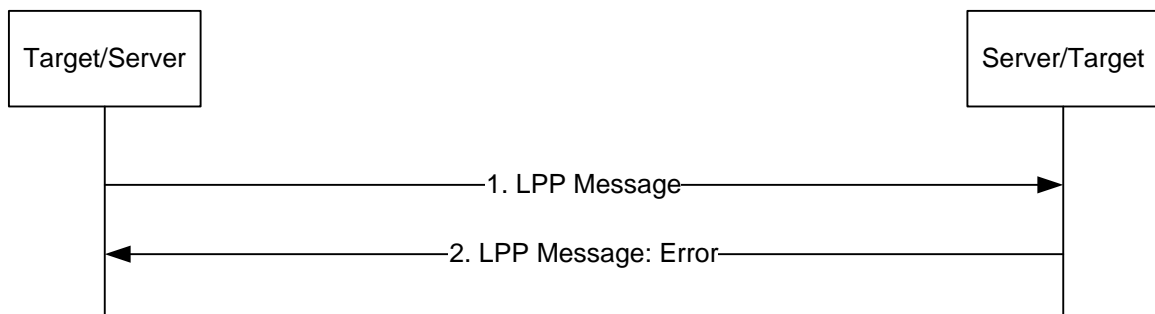 Target/Server
Server/Target
1. LPP Message
2. LPP Message: Error